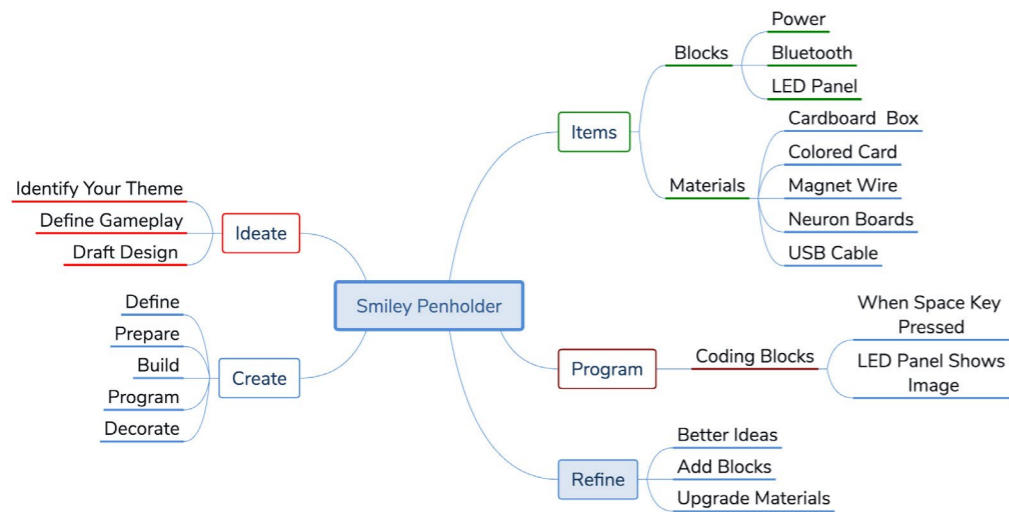 Smiley Penholder
Ideate
Identify Your Theme
Define Gameplay
Draft Design
Create
Define
Prepare
Build
Program
Decorate
Items
Blocks
Power
Bluetooth
LED Panel
Materials
Cardboard Box
Colored Card
Magnet Wire
Neuron Boards
USB Cable
Program
Coding Blocks
When Space Key
Pressed
LED Panel Shows
Image
Refine
Better Ideas
Add Blocks
Upgrade Materials